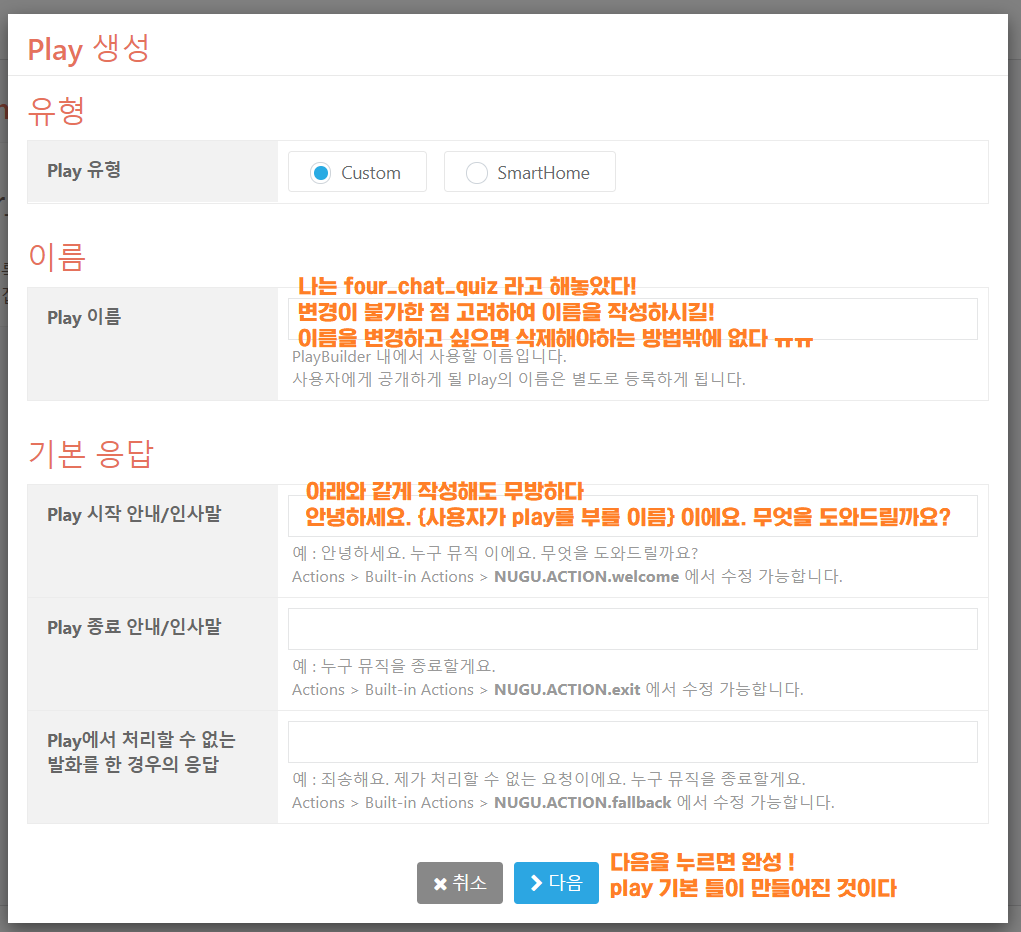 Play 생성
유형
Play 유형
Custom
SmartHome
이름
나는 four_chat_quiz 라고 해놓았다!
Play 이름
변경이 불가한 점 고려하여 이름을 작성하시길!
이름을 변경하고 싶으면 삭제해야하는 방법밖에 없다 ㅠㅠ
PlayBuilder 내에서 사용할 이름입니다.
사용자에게 공개하게 될 Play의 이름은 별도로 등록하게 됩니다.
기본 응답
아래와 같게 작성해도 무방하다
Play 시작 안내/인사말
안녕하세요. {사용자가 play를 부를 이름} 이에요. 무엇을 도와드릴까요?
예 : 안녕하세요. 누구 뮤직 이에요. 무엇을 도와드릴까요?
Actions > Built-in Actions > NUGU.ACTION.welcome 에서 수정 가능합니다.
Play 종료 안내/인사말
예 : 누구 뮤직을 종료할게요.
Actions > Built-in Actions > NUGU.ACTION.exit 에서 수정 가능합니다.
Play에서 처리할 수 없는
발화를 한 경우의 응답
예 : 죄송해요. 제가 처리할 수 없는 요청이에요. 누구 뮤직을 종료할게요.
Actions > Built-in Actions > NUGU.ACTION.fallback 에서 수정 가능합니다.
취소
다음
다음을 누르면 완성 !
play 기본 틀이 만들어진 것이다